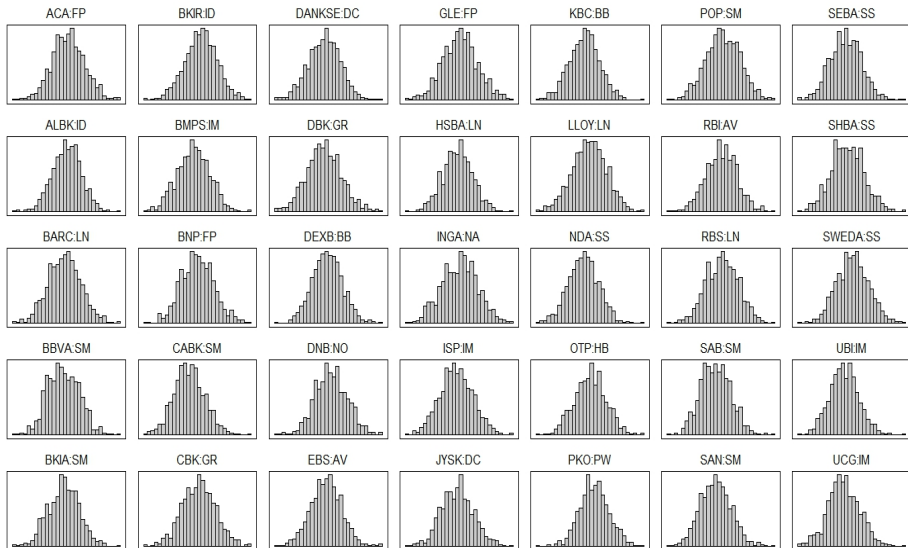 ACA:FP BKIR:ID DANKSE:DC GLE:FP KBC:BB POP:SM SEBA:SS
ALBK:ID BMPS:IM DBK:GR HSBA:LN LLOY:LN RBI:AV SHBA:SS
BARC:LN BNP:FP DEXB:BB INGA:NA NDA:SS RBS:LN SWEDA:SS
BBVA:SM CABK:SM DNB:NO ISP:IM OTP:HB SAB:SM UBI:IM
BKIA:SM CBK:GR EBS:AV JYSK:DC PKO:PW SAN:SM UCG:IM